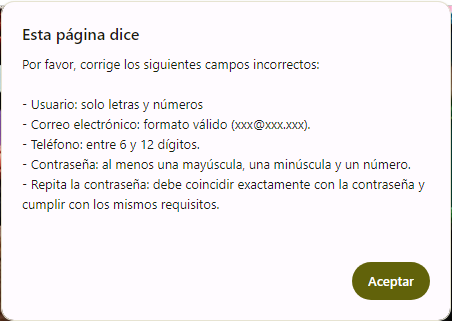 Esta página dice
Por favor, corrige los siguientes campos incorrectos:
- Usuario: solo letras y números
- Correo electrónico: formato válido (xxx@xxx.xxx).
- Teléfono: entre 6 y 12 dígitos.
- Contraseña: al menos una mayúscula, una minúscula y un número.
- Repita la contraseña: debe coincidir exactamente con la contraseña y
cumplir con los mismos requisitos.
Aceptar